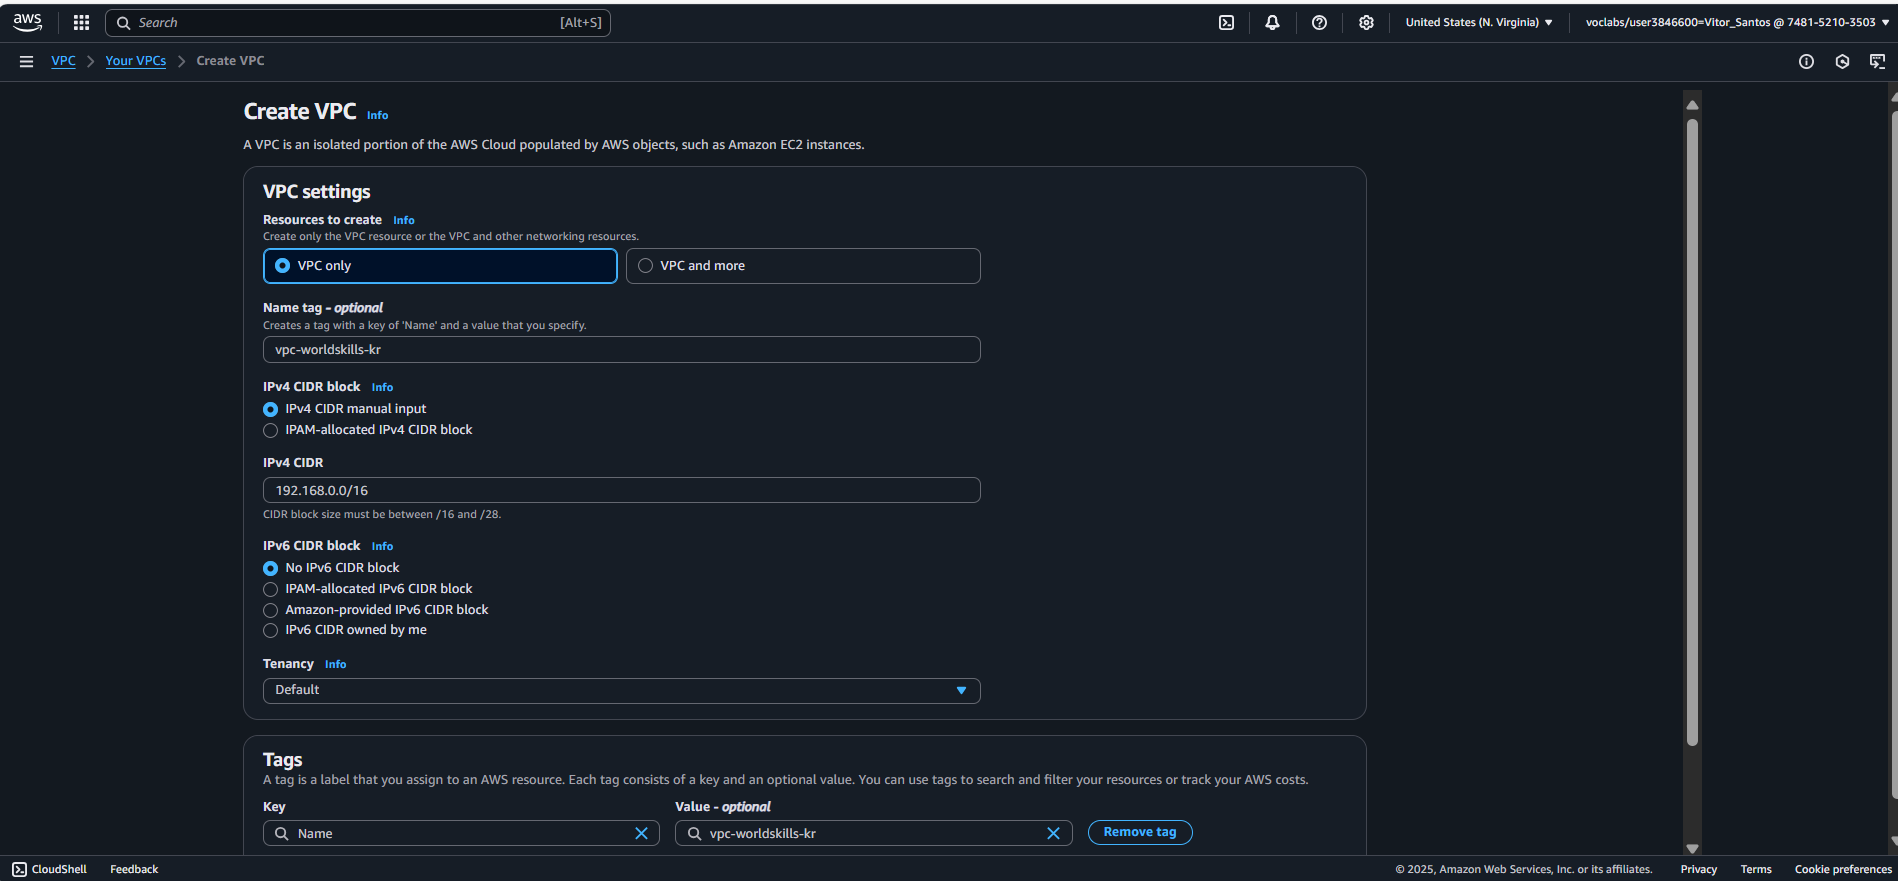 aws
Search
[Alt+S]
United States (N. Virginia)
voclabs/user3846600=Vitor_Santos @ 7481-5210-3503
VPC
Your VPCs
Create VPC
Create VPC
Info
A VPC is an isolated portion of the AWS Cloud populated by AWS objects, such as Amazon EC2 instances.
VPC settings
Resources to create
Info
Create only the VPC resource or the VPC and other networking resources.
VPC only
VPC and more
Name tag - optional
Creates a tag with a key of 'Name' and a value that you specify.
vpc-worldskills-kr
IPv4 CIDR block
Info
IPv4 CIDR manual input
IPAM-allocated IPv4 CIDR block
IPv4 CIDR
192.168.0.0/16
CIDR block size must be between /16 and /28.
IPv6 CIDR block
Info
No IPv6 CIDR block
IPAM-allocated IPv6 CIDR block
Amazon-provided IPv6 CIDR block
IPv6 CIDR owned by me
Tenancy
Info
Default
Tags
A tag is a label that you assign to an AWS resource. Each tag consists of a key and an optional value. You can use tags to search and filter your resources or track your AWS costs.
Key
Value - optional
Name
vpc-worldskills-kr
Remove tag
CloudShell
Feedback
© 2025, Amazon Web Services, Inc. or its affiliates.
Privacy
Terms
Cookie preferences